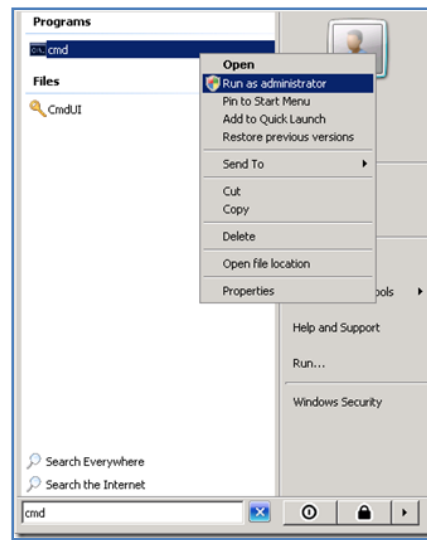 Programs
cmd
Files
CmdUI
Open
Run as administrator
Pin to Start Menu
Add to Quick Launch
Restore previous versions
Send To
Cut
Copy
Delete
Open file location
Properties
ools
Help and Support
Run...
Windows Security
Search Everywhere
Search the Internet
cmd